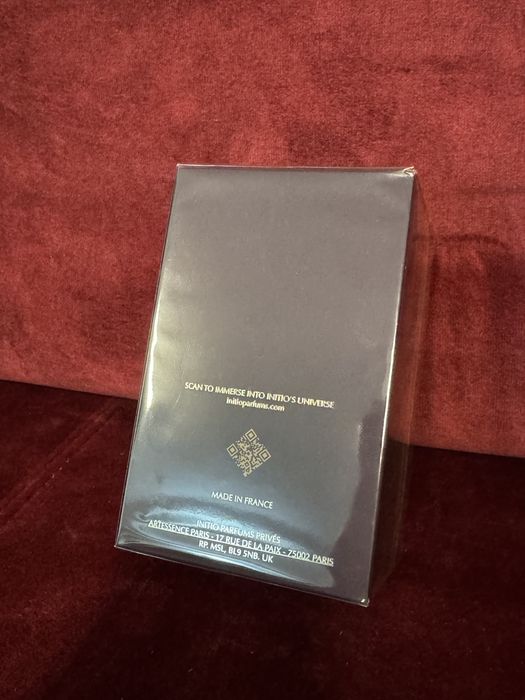 SCAN TO IMMERSE INTO INITIO'S UNIVERSE
initioparfums.com
MADE IN FRANCE
INITIO PARFUMS PRIVÉS
ARTESSENCE PARIS - 17 RUE DE LA PAIX - 75002 PARIS
RP. MSL, BL9 5NB. UK